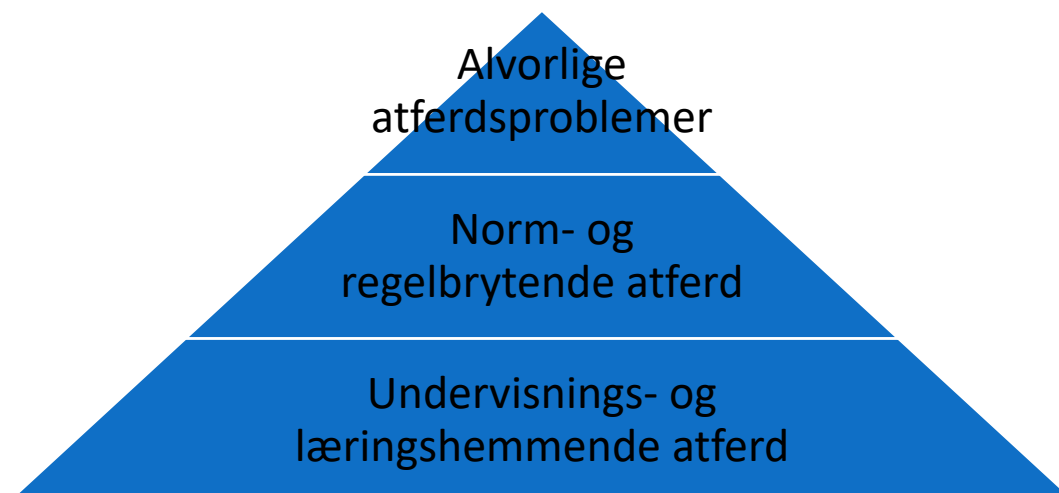 Alvorlige
atferdsproblemer
Norm- og
regelbrytende atferd
Undervisnings- og
læringshemmende atferd